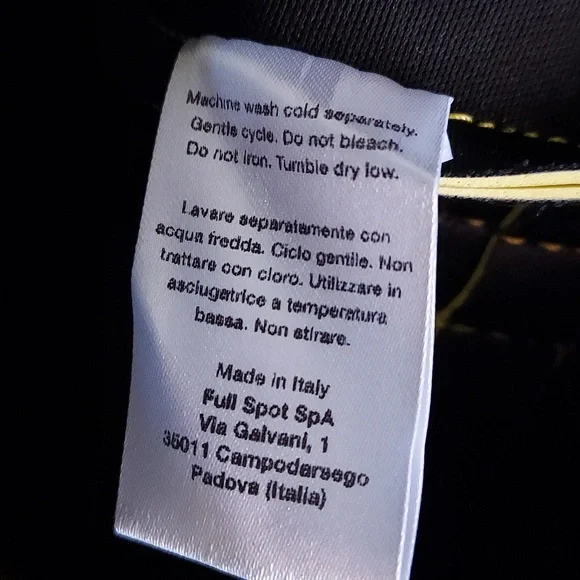 Machine wash cold separately.
Gentle cycle. Do not bleach.
Do not iron. Tumble dry low.
Lavare separatamente con
acqua fredda. Ciclo gentile. Non
trattare con cloro. Utilizzare in
asciugatrice a temperatura
bassa. Non stirare.
Made in Italy
Full Spot SpA
Via Galvani, 1
35011 Campodarsego
Padova (Italia)